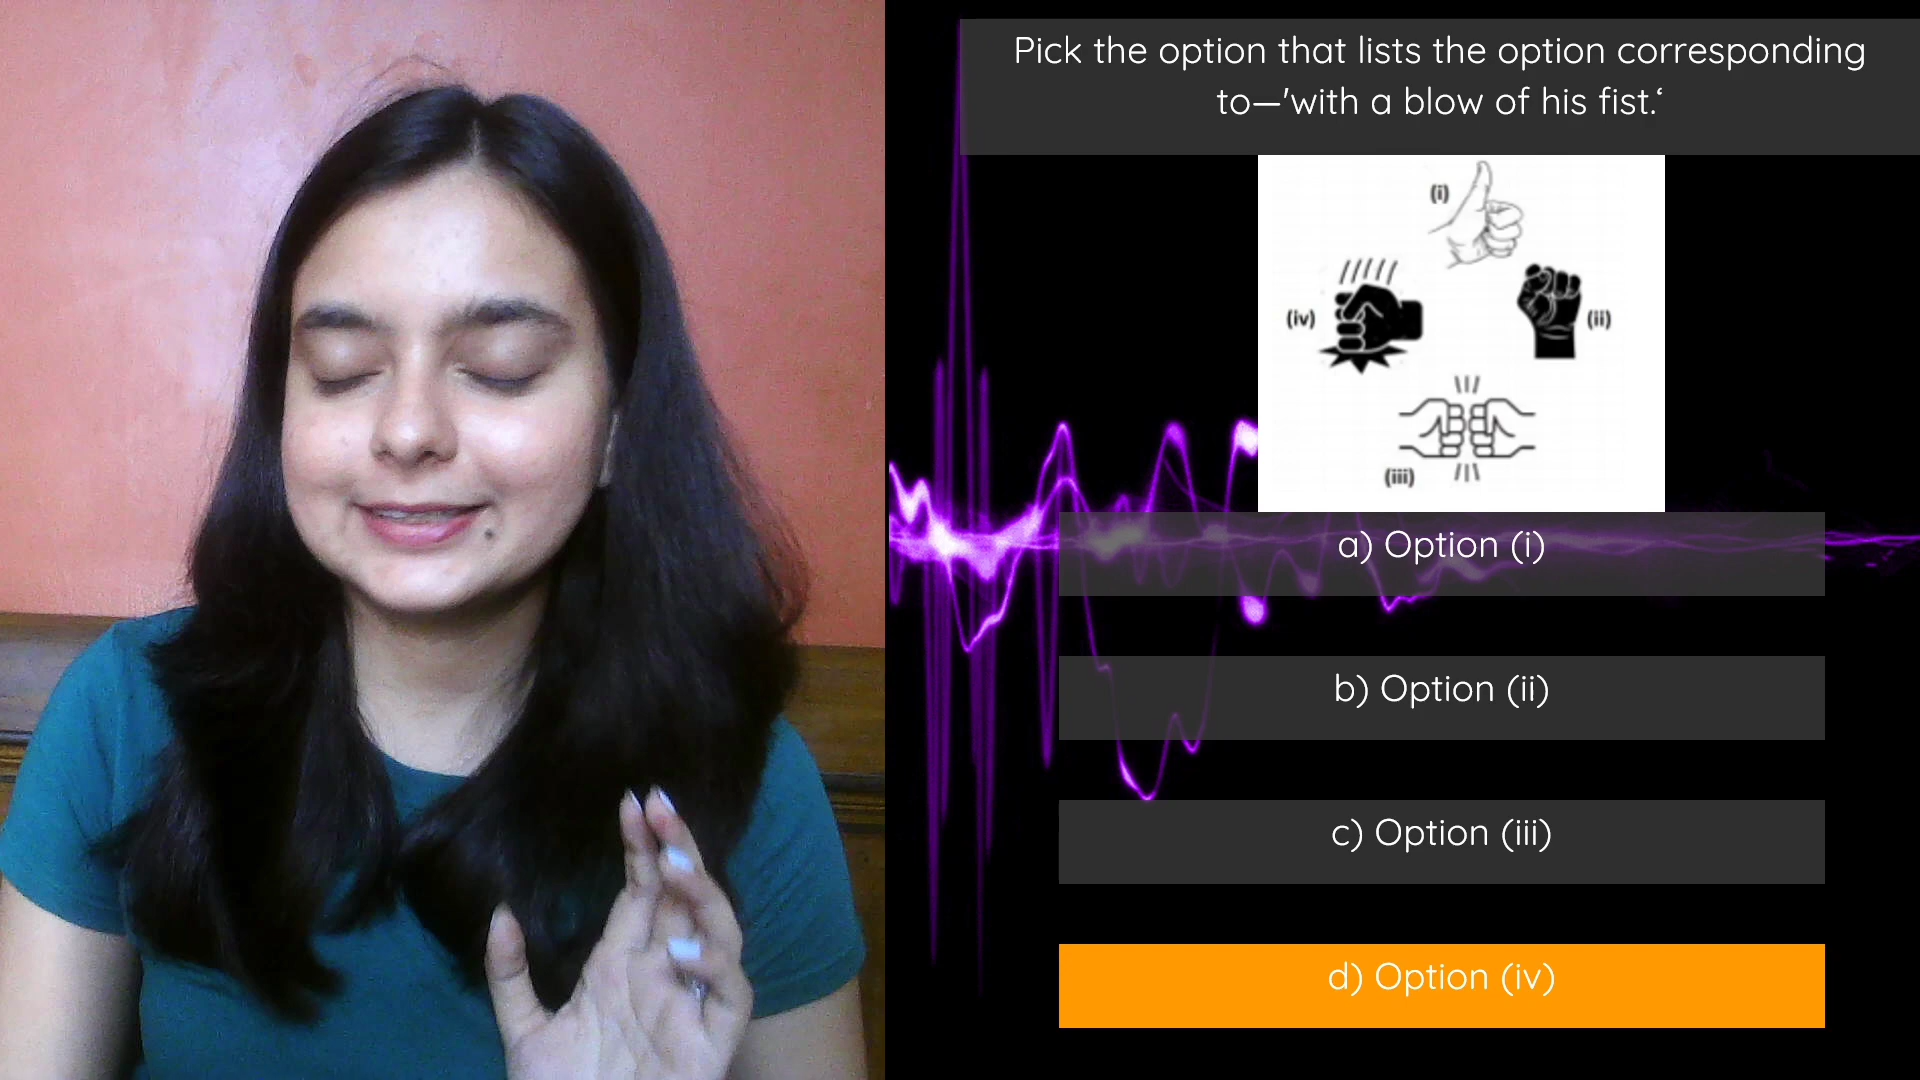 Pick the option that lists the option corresponding
to—'with a blow of his fist.‘
(i)
(iv)
(ii)
(iii)
a) Option (i)
b) Option (ii)
c) Option (iii)
d) Option (iv)